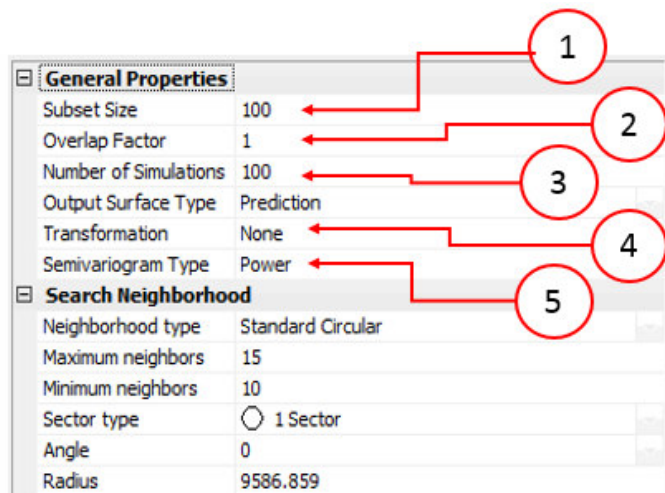 1
General Properties
Subset Size 100
2
Overlap Factor 1
Number of Simulations 100
3
Output Surface Type Prediction
Transformation None
4
Semivariogram Type Power
5
Search Neighborhood
Neighborhood type Standard Circular
Maximum neighbors 15
Minimum neighbors 10
Sector type 1 Sector
Angle 0
Radius 9586.859